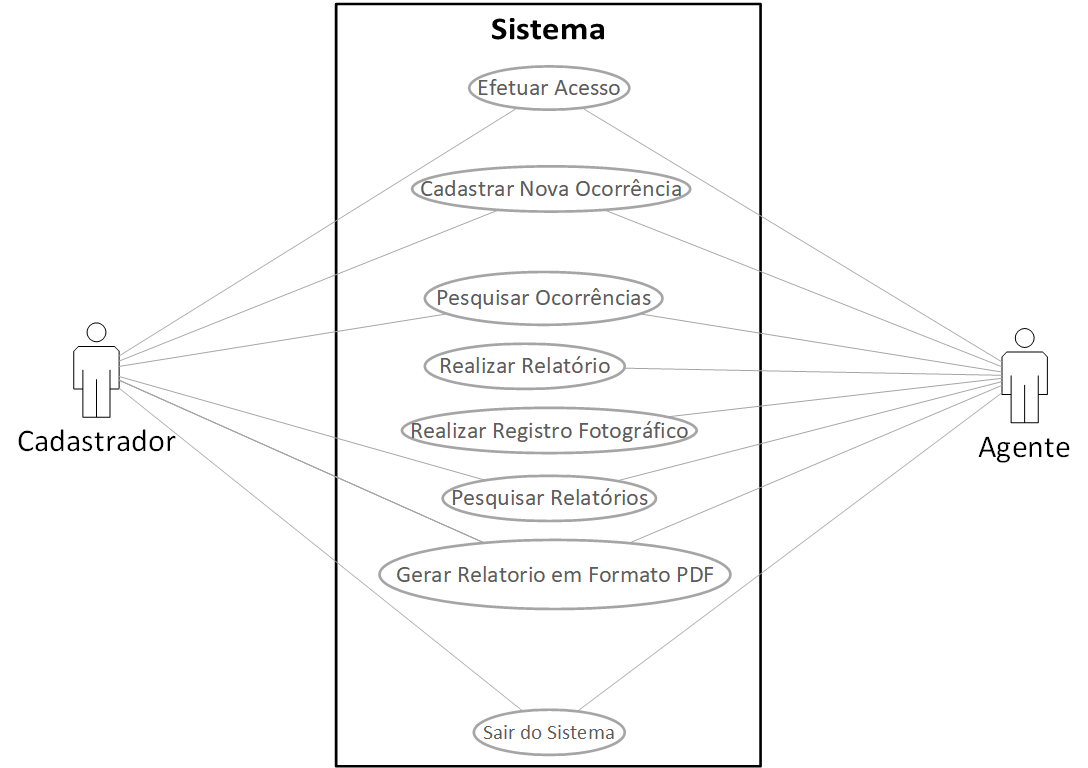 Sistema
Efetuar Acesso
Cadastrar Nova Ocorrência
Pesquisar Ocorrências
Realizar Relatório
Realizar Registro Fotográfico
Cadastrador
Agente
Pesquisar Relatórios
Gerar Relatorio em Formato PDF
Sair do Sistema